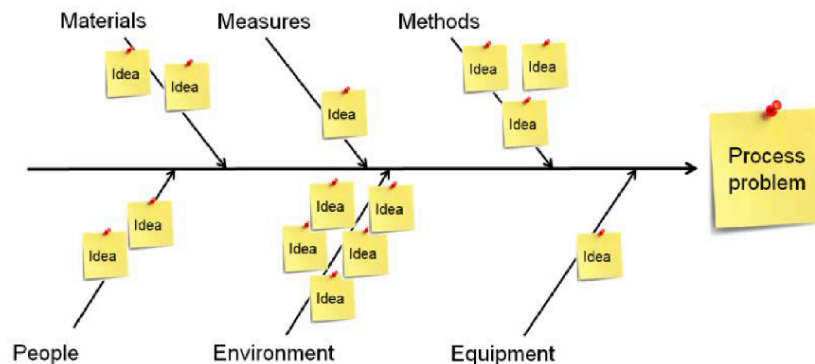 Materials
Measures
Methods
Idea
Idea
Idea
Idea
Idea
Idea
Process
problem
Idea
Idea
Idea
Idea
Idea
Idea
Idea
Idea
People
Environment
Equipment